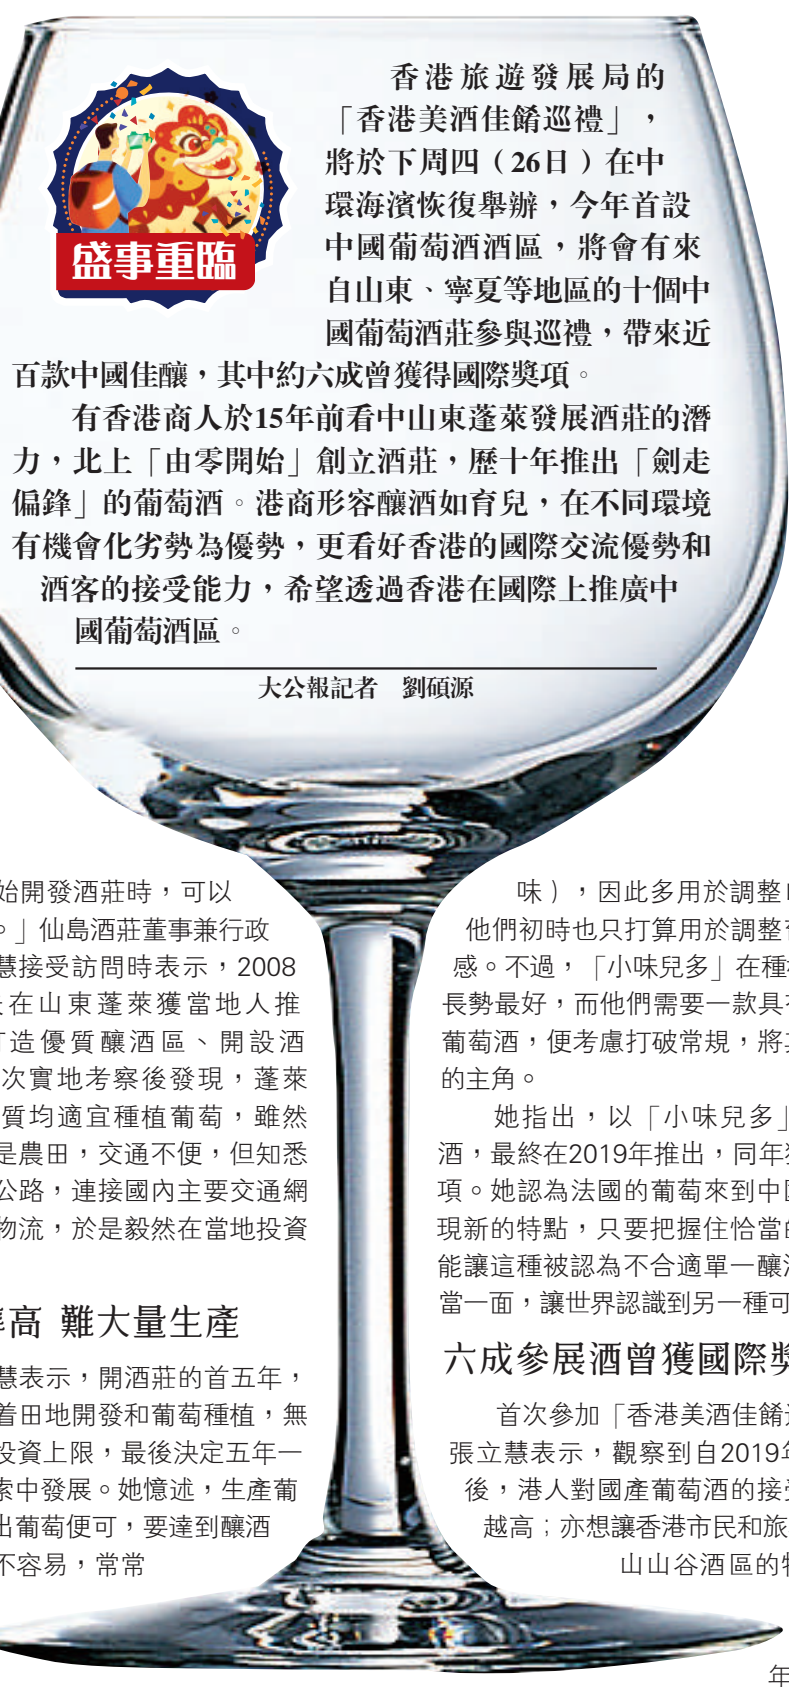 盛事重臨
香港旅遊發展局的
「香港美酒佳餚巡禮」，
將於下周四（26日）在中
環海濱恢復舉辦，今年首設
中國葡萄酒酒區，將會有來
自山東、寧夏等地區的十個中
國葡萄酒莊參與巡禮，帶來近
百款中國佳釀，其中約六成曾獲得國際獎項。
有香港商人於15年前看中山東蓬萊發展酒莊的潛
力，北上「由零開始」創立酒莊，歷十年推出「劍走
偏鋒」的葡萄酒。港商形容釀酒如育兒，在不同環境
有機會化劣勢為優勢，更看好香港的國際交流優勢和
酒客的接受能力，希望透過香港在國際上推廣中
國葡萄酒區。
大公報記者　劉碩源
始開發酒莊時，可以
。」仙島酒莊董事兼行政
慧接受訪問時表示，2008
在山東蓬萊獲當地人推
造優質釀酒區、開設酒
次實地考察後發現，蓬萊
質均適宜種植葡萄，雖然
是農田，交通不便，但知悉
公路，連接國內主要交通網
物流，於是毅然在當地投資
高 難大量生產
慧表示，開酒莊的首五年，
着田地開發和葡萄種植，無
投資上限，最後決定五年一
索中發展。她憶述，生產葡
出葡萄便可，要達到釀酒
不容易，常常
味），因此多用於調整
他們初時也只打算用於調整
感。不過，「小味兒多」在種
長勢最好，而他們需要一款具
葡萄酒，便考慮打破常規，將
的主角。
她指出，以「小味兒多」
酒，最終在2019年推出，同年
項。她認為法國的葡萄來到中
現新的特點，只要把握住恰當
能讓這種被認為不合適單一釀
當一面，讓世界認識到另一種可
六成參展酒曾獲國際獎
首次參加「香港美酒佳餚
張立慧表示，觀察到自2019
後，港人對國產葡萄酒的接
越高；亦想讓香港市民和旅
山山谷酒區的
年